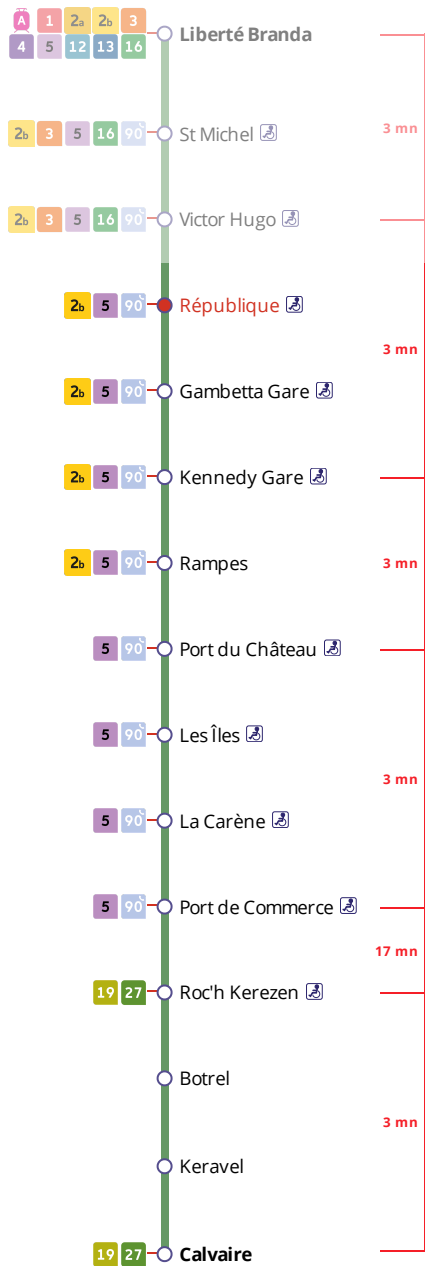 A 1 2a 2b 3
4 5 12 13 16 Liberté Branda
3 mn
2b 3 5 16 90 St Michel
2b 3 5 16 90 Victor Hugo
2b 5 90 République
3 mn
2b 5 90 Gambetta Gare
2b 5 90 Kennedy Gare
2b 5 90 Rampes 3 mn
5 90 Port du Château
5 90 Les Îles
3 mn
5 90 La Carène
5 90 Port de Commerce
17 mn
19 27 Roc'h Kerezen
Botrel
3 mn
Keravel
19 27 Calvaire